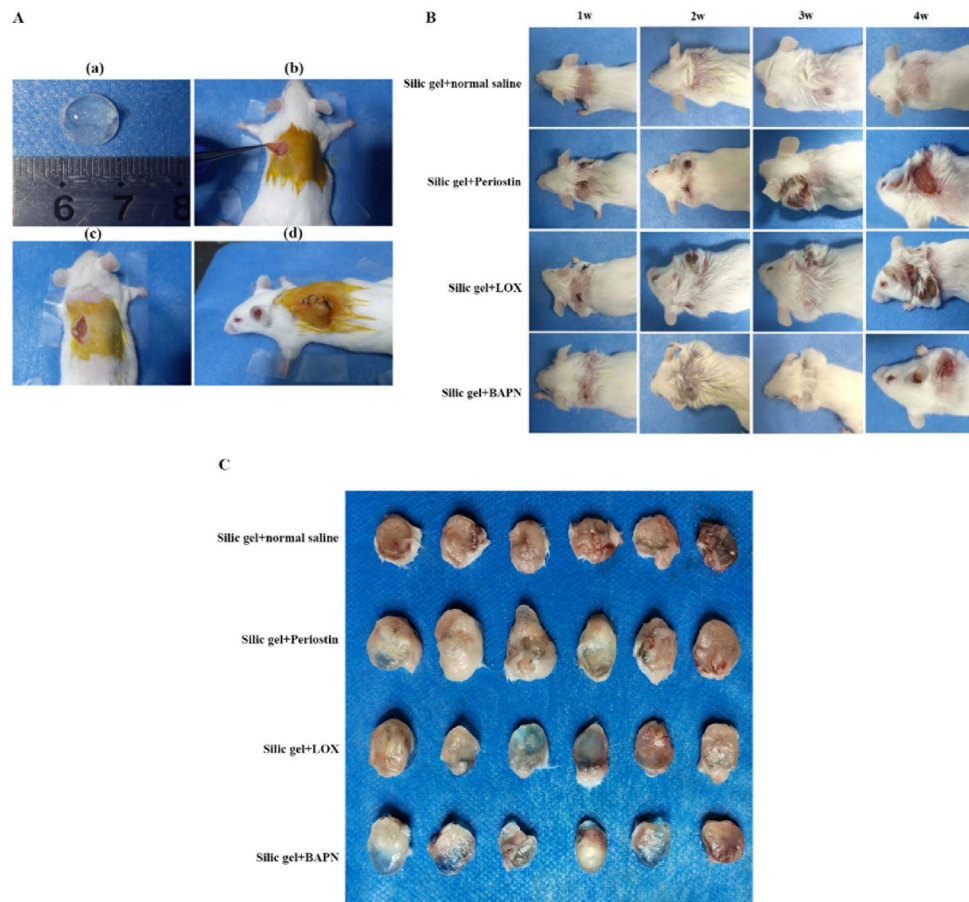 A
(a)
(b)
6 7 8
(c)
(d)
B
1w 2w 3w 4w
Silic gel+normal saline
Silic gel+Periostin
Silic gel+LOX
Silic gel+BAPN
C
Silic gel+normal saline
Silic gel+Periostin
Silic gel+LOX
Silic gel+BAPN